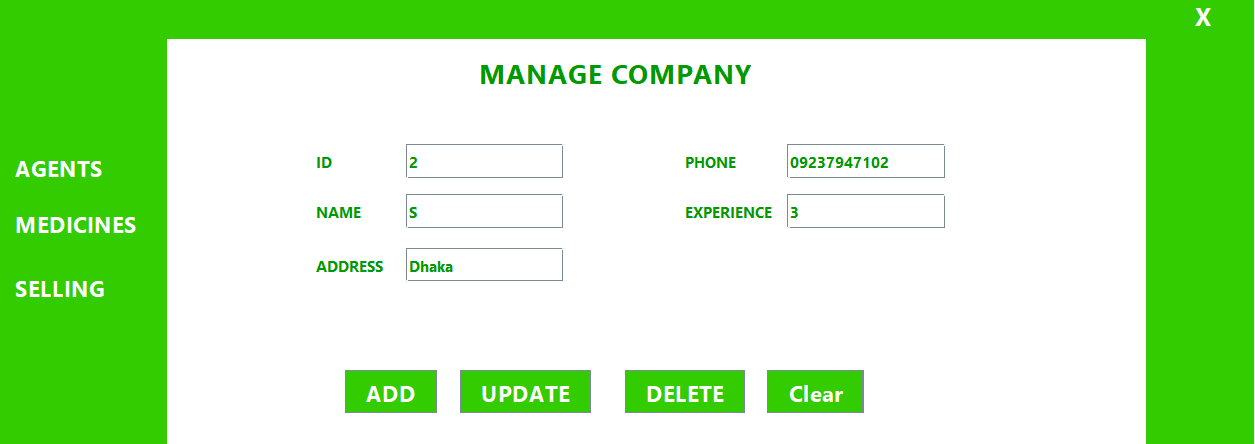 X
MANAGE COMPANY
AGENTS
MEDICINES
SELLING
ID 2 PHONE 09237947102
NAME S EXPERIENCE 3
ADDRESS Dhaka
ADD UPDATE DELETE Clear